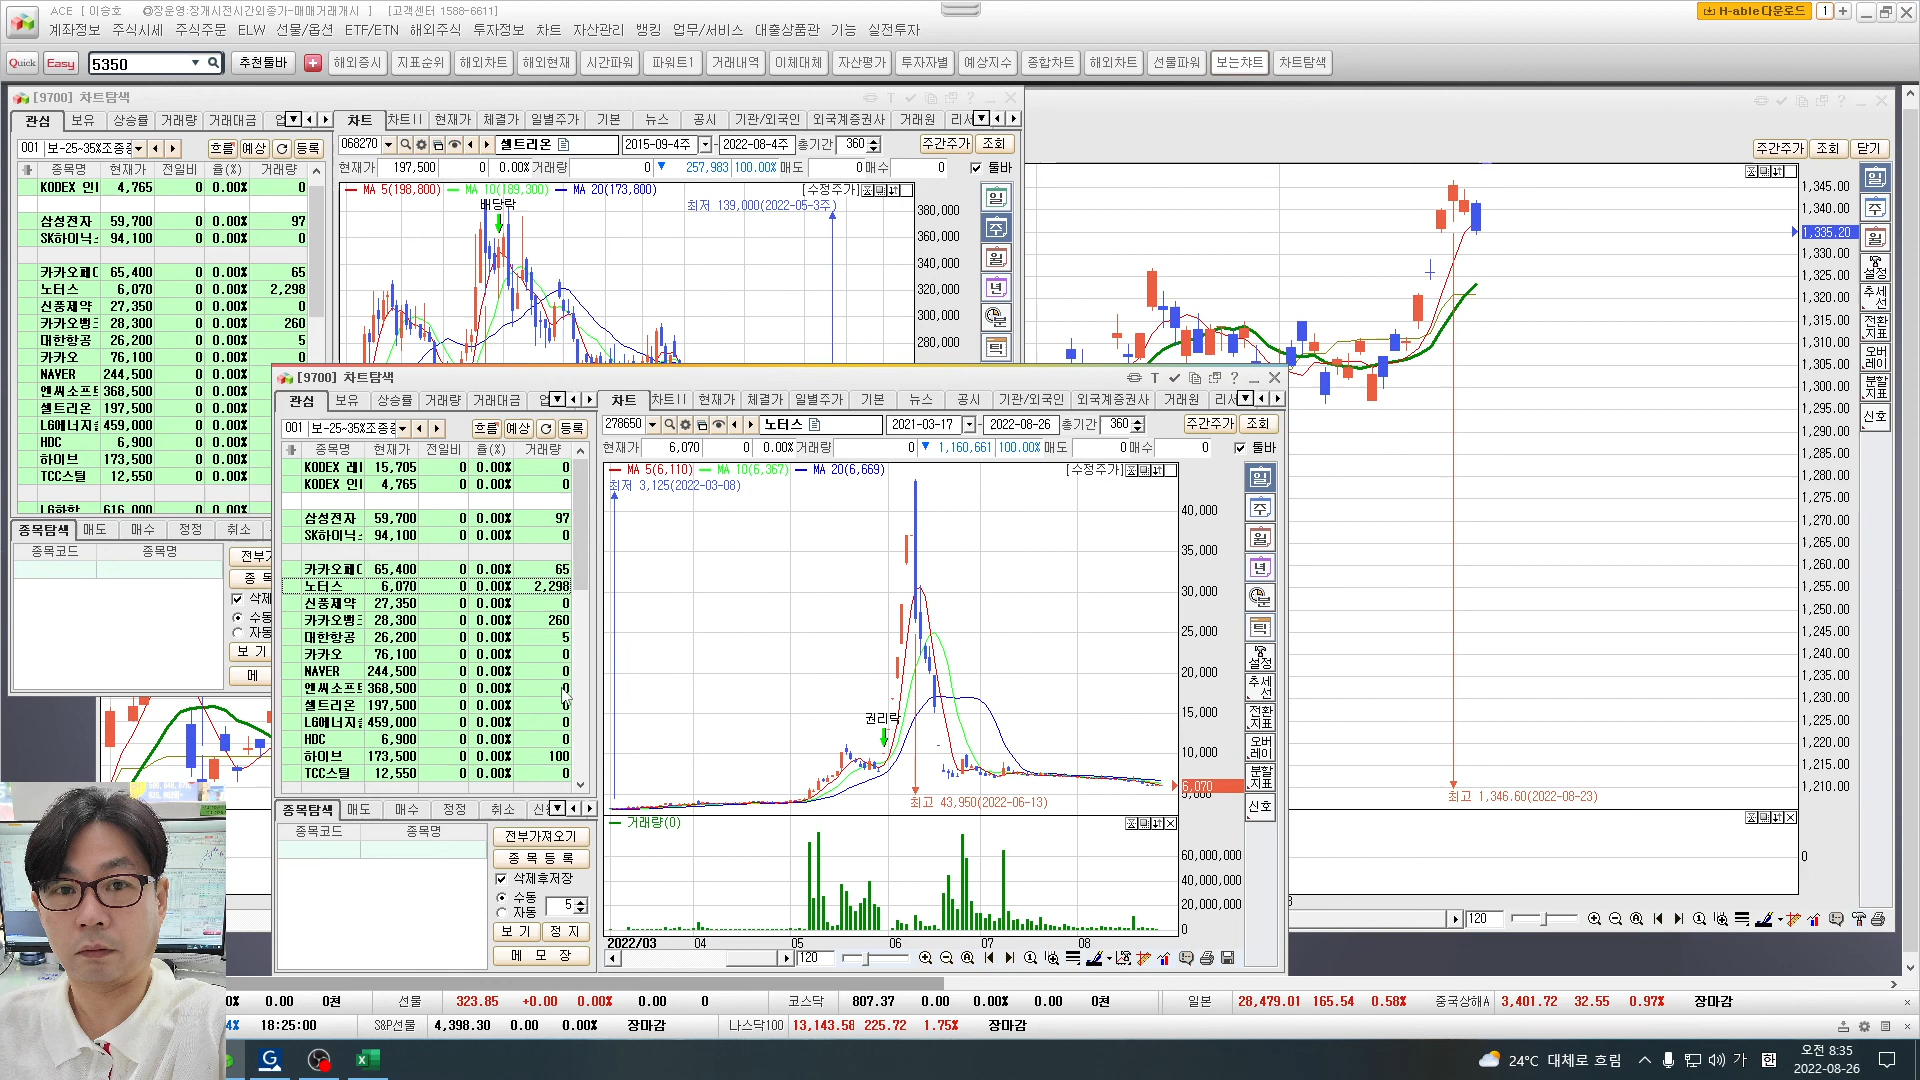 ACE [ 이승호 @장운영:장개시전시간외종가-매매거래개시 ] [고객센터 1588-6611]
H-able 다운로드 1
계좌정보 주식시세 주식주문 ELW 선물/옵션 ETF/ETN 해외주식 투자정보 차트 자산관리 뱅킹 업무/서비스 대출상품관 기능 실전투자
Quick Easy 5350 추천툴바 해외증시 지표순위 해외차트 해외현재 시간파워 파워트1 거래내역 이체대체 자산평가 투자자별 예상지수 종합차트 해외차트 선물파워 보는차트 차트탐색
[9700] 차트탐색
관심 보유 상승률 거래량 거래대금 업
차트 차트II 현재가 체결가 일별주가 기본 뉴스 공시 기관/외국인 외국계증권사 거래원 리서
001 보-25~35%조종중 흐름 예상 등록
068270 셀트리온 2015-09-4주 2022-08-4주 총기간 360 주간주가 조회
종목명 현재가 전일비 율(%) 거래량
현재가 197,500 0 0.00% 거래량 0 257,983 100.00% 매도 0 매수 0 툴바
KODEX 인버 4,765 0 0.00% 0
삼성전자 59,700 0 0.00% 97
SK하이닉스 94,100 0 0.00% 0
카카오페이 65,400 0 0.00% 65
노터스 6,070 0 0.00% 2,298
신풍제약 27,350 0 0.00% 0
카카오뱅크 28,300 0 0.00% 260
대한항공 26,200 0 0.00% 5
카카오 76,100 0 0.00% 0
NAVER 244,500 0 0.00%
엔씨소프트 368,500 0 0.00%
셀트리온 197,500 0 0.00%
LG에너지솔 459,000 0 0.00%
HDC 6,900 0 0.00%
하이브 173,500 0 0.00%
TCC스틸 12,550 0 0.00%
LG화학 616,000 0 0.00%
MA 5(198,800) MA 10(189,300) MA 20(173,800) [수정주가]
배당락
최저 139,000(2022-05-3주)
380,000
360,000
340,000
320,000
300,000
280,000
일
주
월
년
분
틱
종목탐색 매도 매수 정정 취소
종목코드 종목명
전부가
종 목
삭제
수동
자동
보 기
메
주간주가 조회 닫기
1,345.00
1,340.00
1,335.20
1,330.00
1,325.00
1,320.00
1,315.00
1,310.00
1,305.00
1,300.00
1,295.00
1,290.00
1,285.00
1,280.00
1,275.00
1,270.00
1,265.00
1,260.00
1,255.00
1,250.00
1,245.00
1,240.00
1,235.00
1,230.00
1,225.00
1,220.00
1,215.00
1,210.00
최고 1,346.60(2022-08-23)
0
120
일
주
월
설정
추세선
전환지표
오버레이
분할지표
신호
[9700] 차트탐색
관심 보유 상승률 거래량 거래대금 업
차트 차트II 현재가 체결가 일별주가 기본 뉴스 공시 기관/외국인 외국계증권사 거래원 리서
001 보-25~35%조종중 흐름 예상 등록
278650 노터스 2021-03-17 2022-08-26 총기간 360 주간주가 조회
종목명 현재가 전일비 율(%) 거래량
현재가 6,070 0 0.00% 거래량 0 1,160,661 100.00% 매도 0 매수 0 툴바
KODEX 레버 15,705 0 0.00% 0
KODEX 인버 4,765 0 0.00% 0
삼성전자 59,700 0 0.00% 97
SK하이닉스 94,100 0 0.00% 0
카카오페이 65,400 0 0.00% 65
노터스 6,070 0 0.00% 2,298
신풍제약 27,350 0 0.00% 0
카카오뱅크 28,300 0 0.00% 260
대한항공 26,200 0 0.00% 5
카카오 76,100 0 0.00% 0
NAVER 244,500 0 0.00% 0
엔씨소프트 368,500 0 0.00% 0
셀트리온 197,500 0 0.00% 0
LG에너지솔 459,000 0 0.00% 0
HDC 6,900 0 0.00% 0
하이브 173,500 0 0.00% 100
TCC스틸 12,550 0 0.00% 0
MA 5(6,110) MA 10(6,367) MA 20(6,669) [수정주가]
최저 3,125(2022-03-08)
권리락
최고 43,950(2022-06-13)
40,000
35,000
30,000
25,000
20,000
15,000
10,000
6,070
5,000
거래량(0)
60,000,000
40,000,000
20,000,000
0
2022/03 04 05 06 07 08
120
일
주
월
년
분
틱
설정
추세선
전환지표
오버레이
분할지표
신호
종목탐색 매도 매수 정정 취소 신
종목코드 종목명
전부가져오기
종 목 등 록
삭제후저장
수동
자동
5
보 기 정 지
메 모 장
0% 0.00 0천 선물 323.85 +0.00 0.00% 0.00 0 코스닥 807.37 0.00 0.00% 0.00 0천 일본 28,479.01 165.54 0.58% 중국상해A 3,401.72 32.55 0.97% 장마감
4% 18:25:00 S&P선물 4,398.30 0.00 0.00% 장마감 나스닥100 13,143.58 225.72 1.75% 장마감
24°C 대체로 흐림 가 한 오전 8:35
2022-08-26